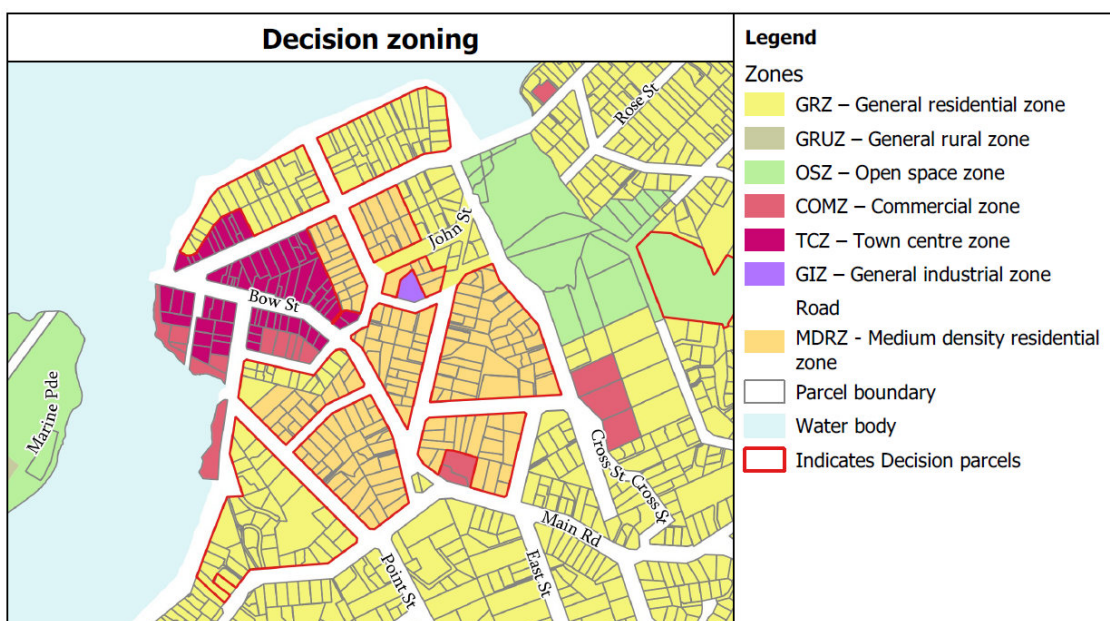 Decision zoning
Legend
Zones
GRZ – General residential zone
GRUZ – General rural zone
OSZ – Open space zone
COMZ – Commercial zone
TCZ – Town centre zone
GIZ – General industrial zone
Road
MDRZ - Medium density residential
zone
Parcel boundary
Water body
Indicates Decision parcels
Rose St
John St
Bow St
Marine Pde
Cross St
Cross St
Main Rd
Point St
East St